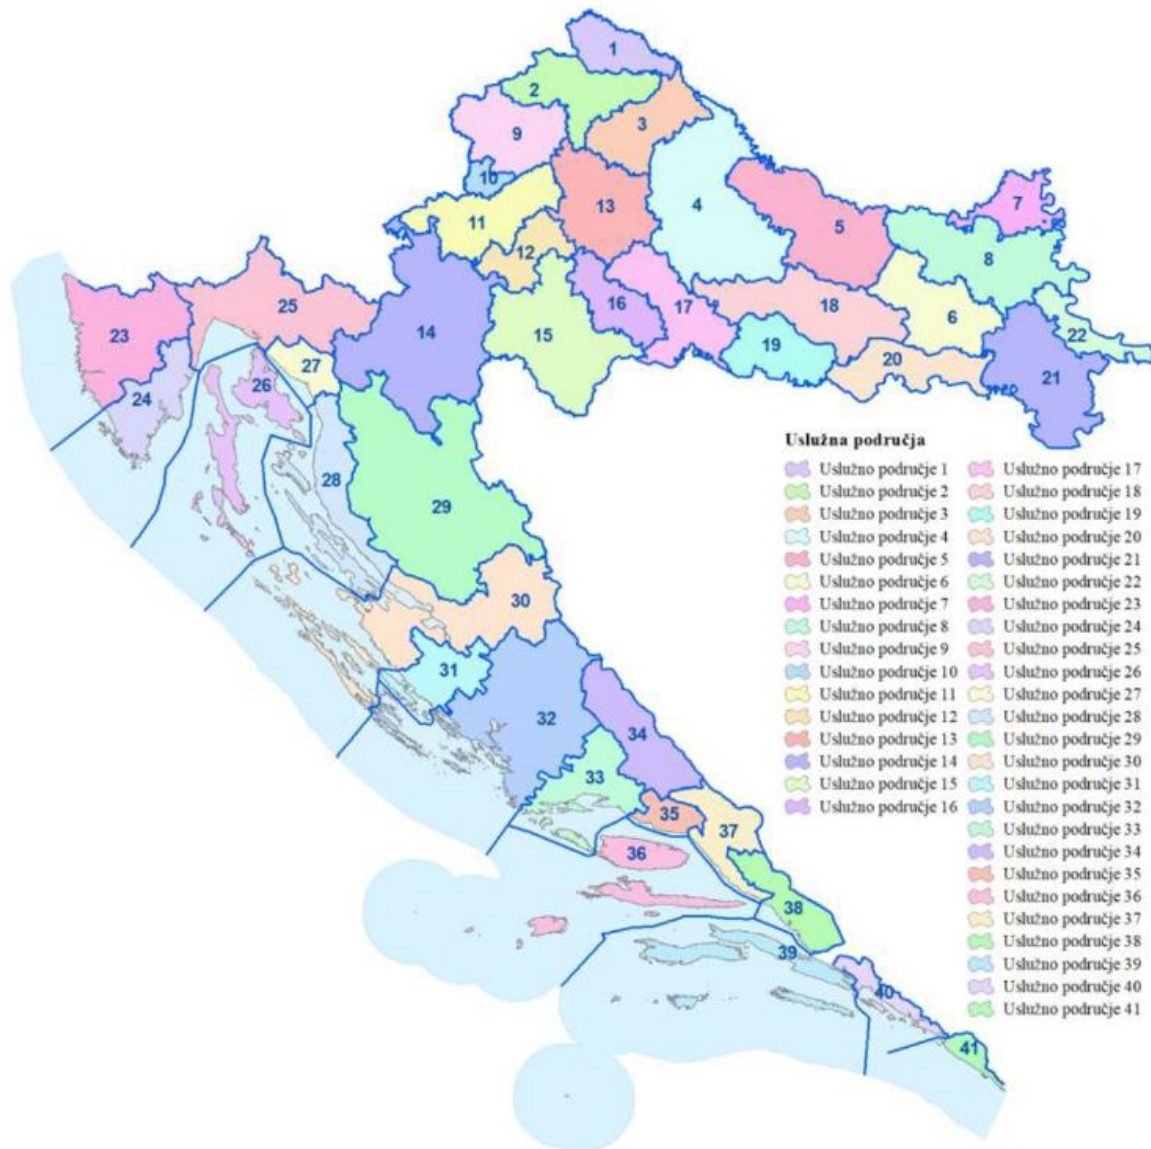 1
2
3
9
7
10
4
13
5
11
12
8
16
17
18
6
25
23
14
15
19
20
22
27
26
24
21
28
29
30
31
32
34
33
35
37
36
38
39
40
41
Uslužna područja
Uslužno područje 1
Uslužno područje 2
Uslužno područje 3
Uslužno područje 4
Uslužno područje 5
Uslužno područje 6
Uslužno područje 7
Uslužno područje 8
Uslužno područje 9
Uslužno područje 10
Uslužno područje 11
Uslužno područje 12
Uslužno područje 13
Uslužno područje 14
Uslužno područje 15
Uslužno područje 16
Uslužno područje 17
Uslužno područje 18
Uslužno područje 19
Uslužno područje 20
Uslužno područje 21
Uslužno područje 22
Uslužno područje 23
Uslužno područje 24
Uslužno područje 25
Uslužno područje 26
Uslužno područje 27
Uslužno područje 28
Uslužno područje 29
Uslužno područje 30
Uslužno područje 31
Uslužno područje 32
Uslužno područje 33
Uslužno područje 34
Uslužno područje 35
Uslužno područje 36
Uslužno područje 37
Uslužno područje 38
Uslužno područje 39
Uslužno područje 40
Uslužno područje 41